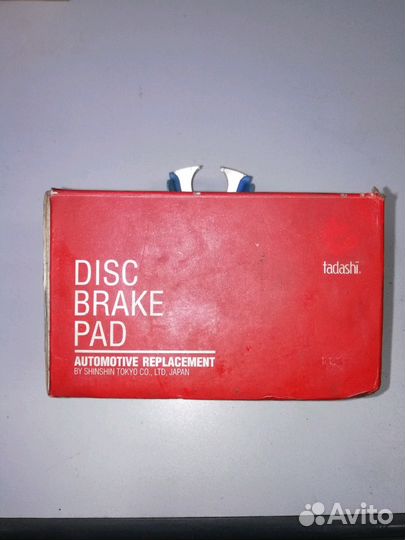 DISC
BRAKE
PAD
AUTOMOTIVE REPLACEMENT
BY SHINSHIN TOKYO CO., LTD, JAPAN
tadashi.
Avito